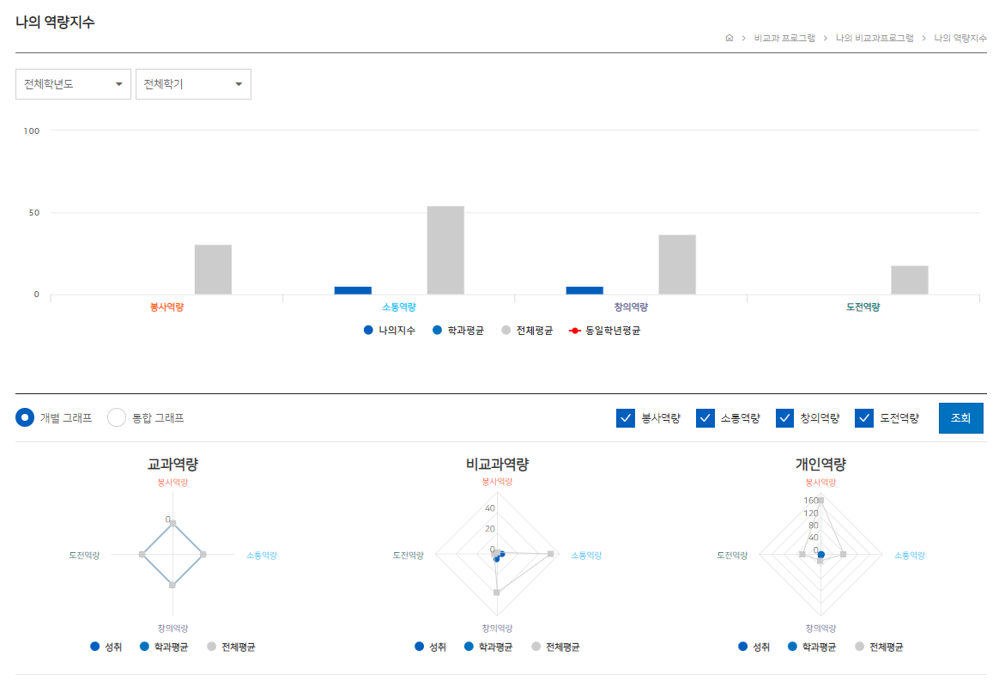 나의 역량지수
비교과 프로그램 > 나의 비교과프로그램 > 나의 역량지수
전체학년도 전체학기
100
50
0
봉사역량 소통역량 창의역량 도전역량
나의지수 학과평균 전체평균 동일학년평균
개별 그래프 통합 그래프 봉사역량 소통역량 창의역량 도전역량 조회
교과역량 비교과역량 개인역량
봉사역량 봉사역량 봉사역량
160
40 120
0 20 80
40
0 0
도전역량 소통역량 도전역량 소통역량 도전역량 소통역량
창의역량 창의역량 창의역량
성취 학과평균 전체평균 성취 학과평균 전체평균 성취 학과평균 전체평균